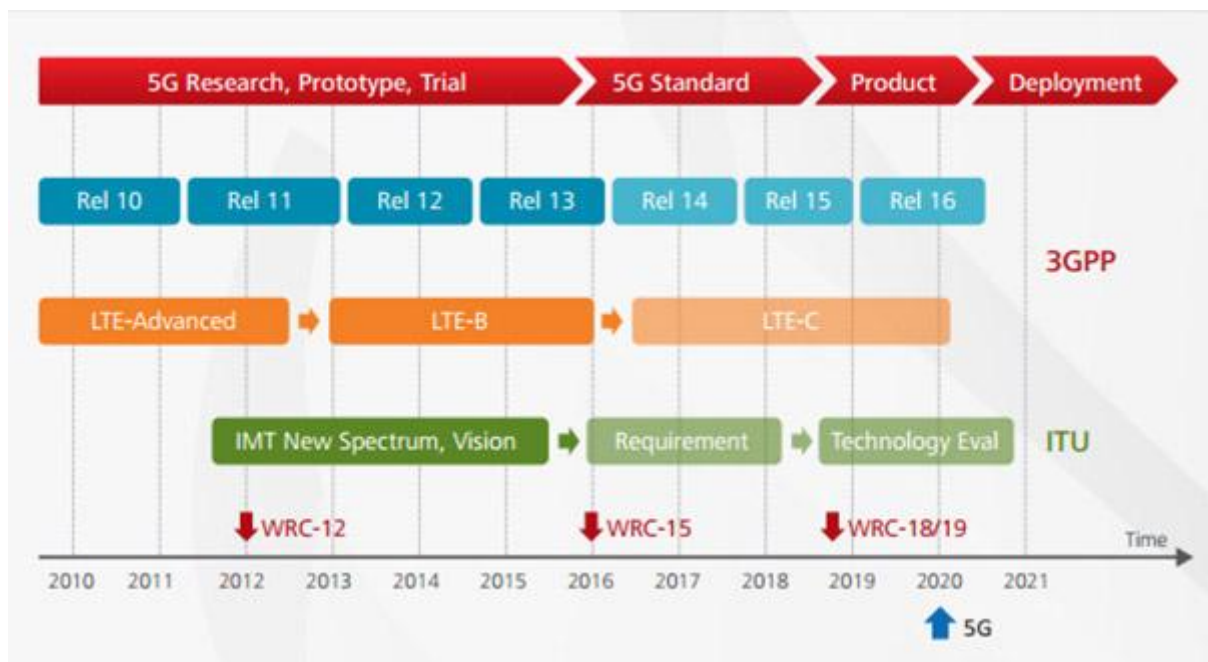 5G Research, Prototype, Trial 5G Standard Product Deployment
Rel 10 Rel 11 Rel 12 Rel 13 Rel 14 Rel 15 Rel 16
3GPP
LTE-Advanced LTE-B LTE-C
IMT New Spectrum, Vision Requirement Technology Eval ITU
WRC-12 WRC-15 WRC-18/19
Time
2010 2011 2012 2013 2014 2015 2016 2017 2018 2019 2020 2021
5G